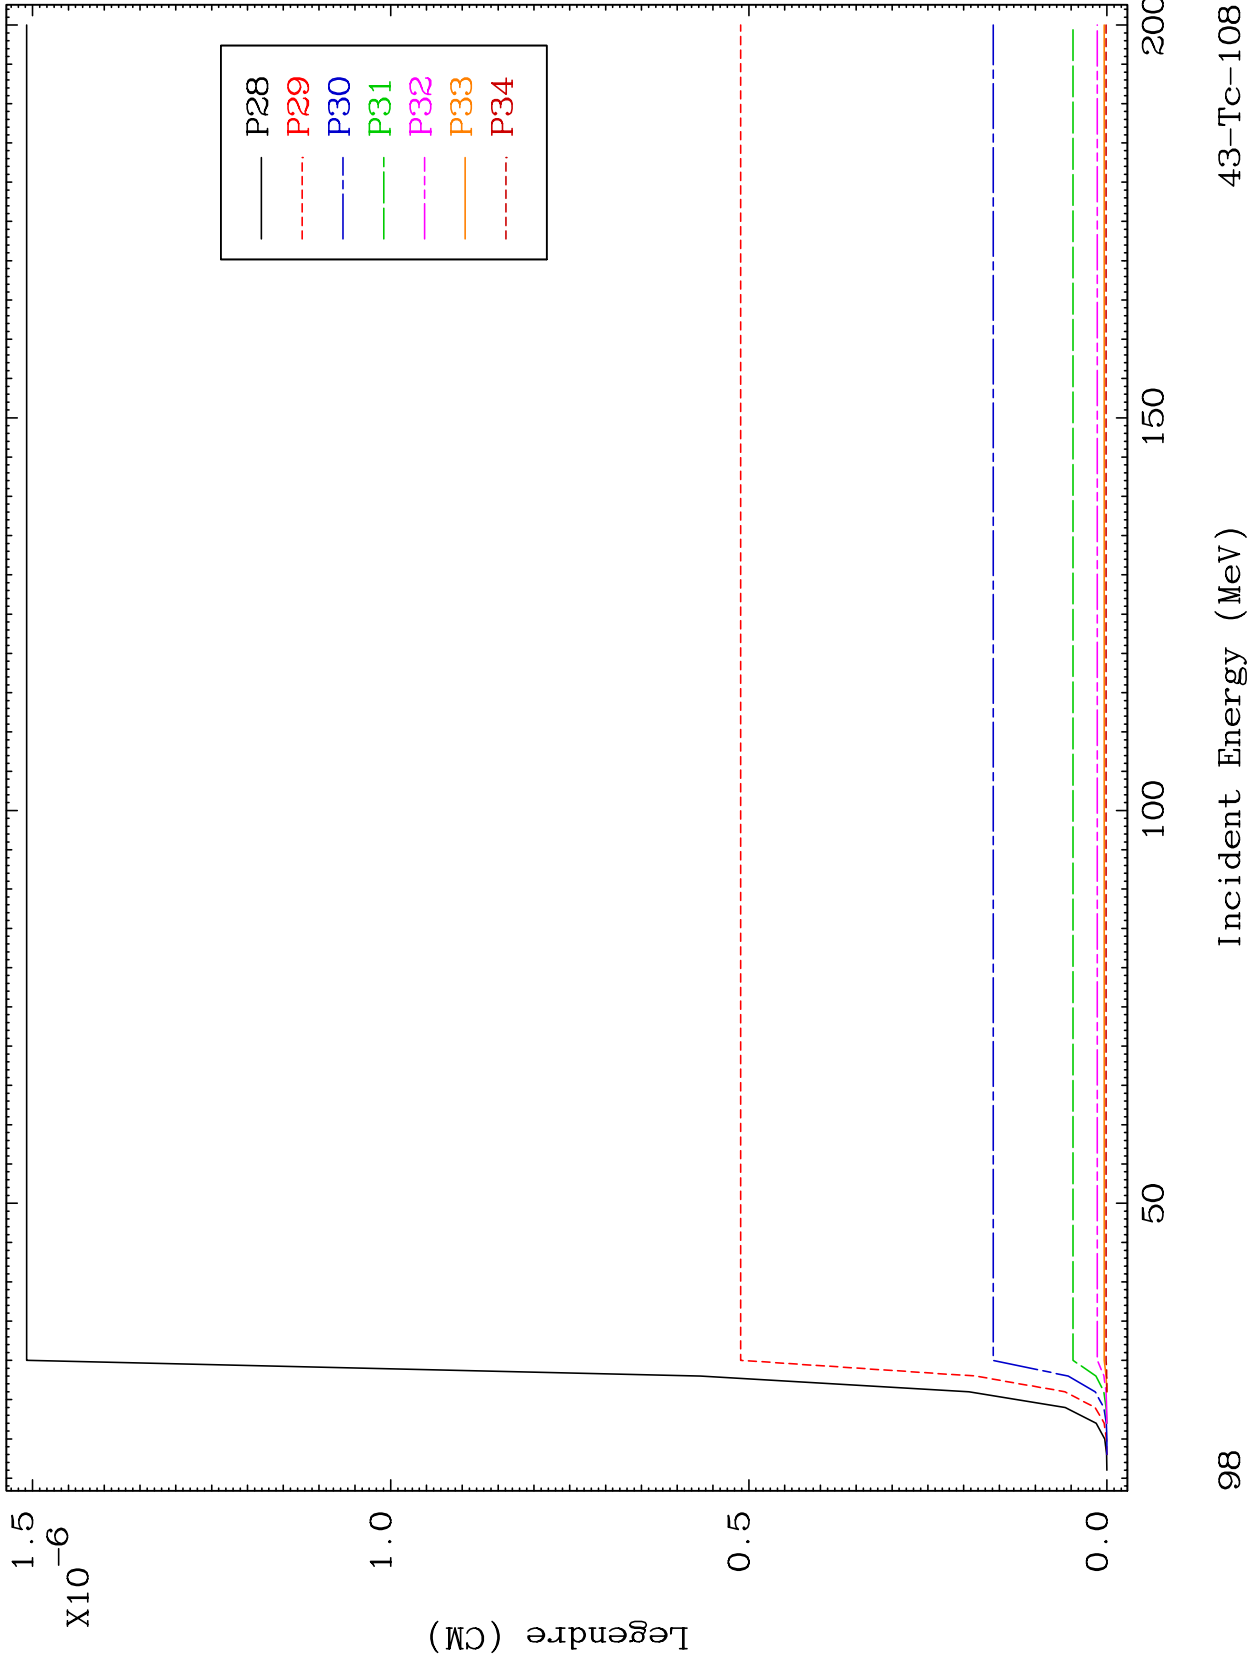 1.5
X10^-6
1.0
0.5
0.0
Legendre (CM)
P28
P29
P30
P31
P32
P33
P34
50
100
150
200
Incident Energy (MeV)
98
43-Tc-108